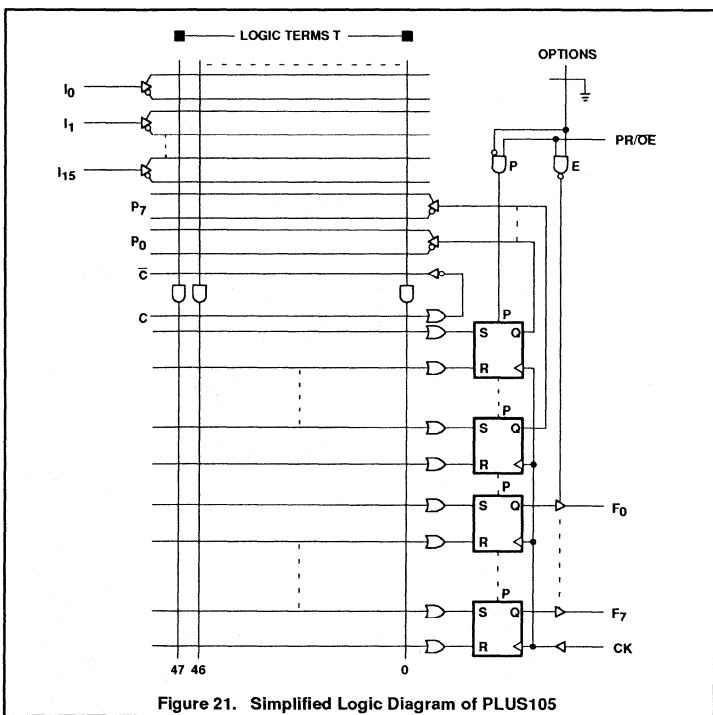 LOGIC TERMS T
OPTIONS
I0
I1
PR/O̅E̅
P E
I15
P7
P0
C̅
C
P
S Q
R
P
S Q
R
P
S Q
F0
R
P
S Q
F7
R
CK
47 46 0
Figure 21. Simplified Logic Diagram of PLUS105